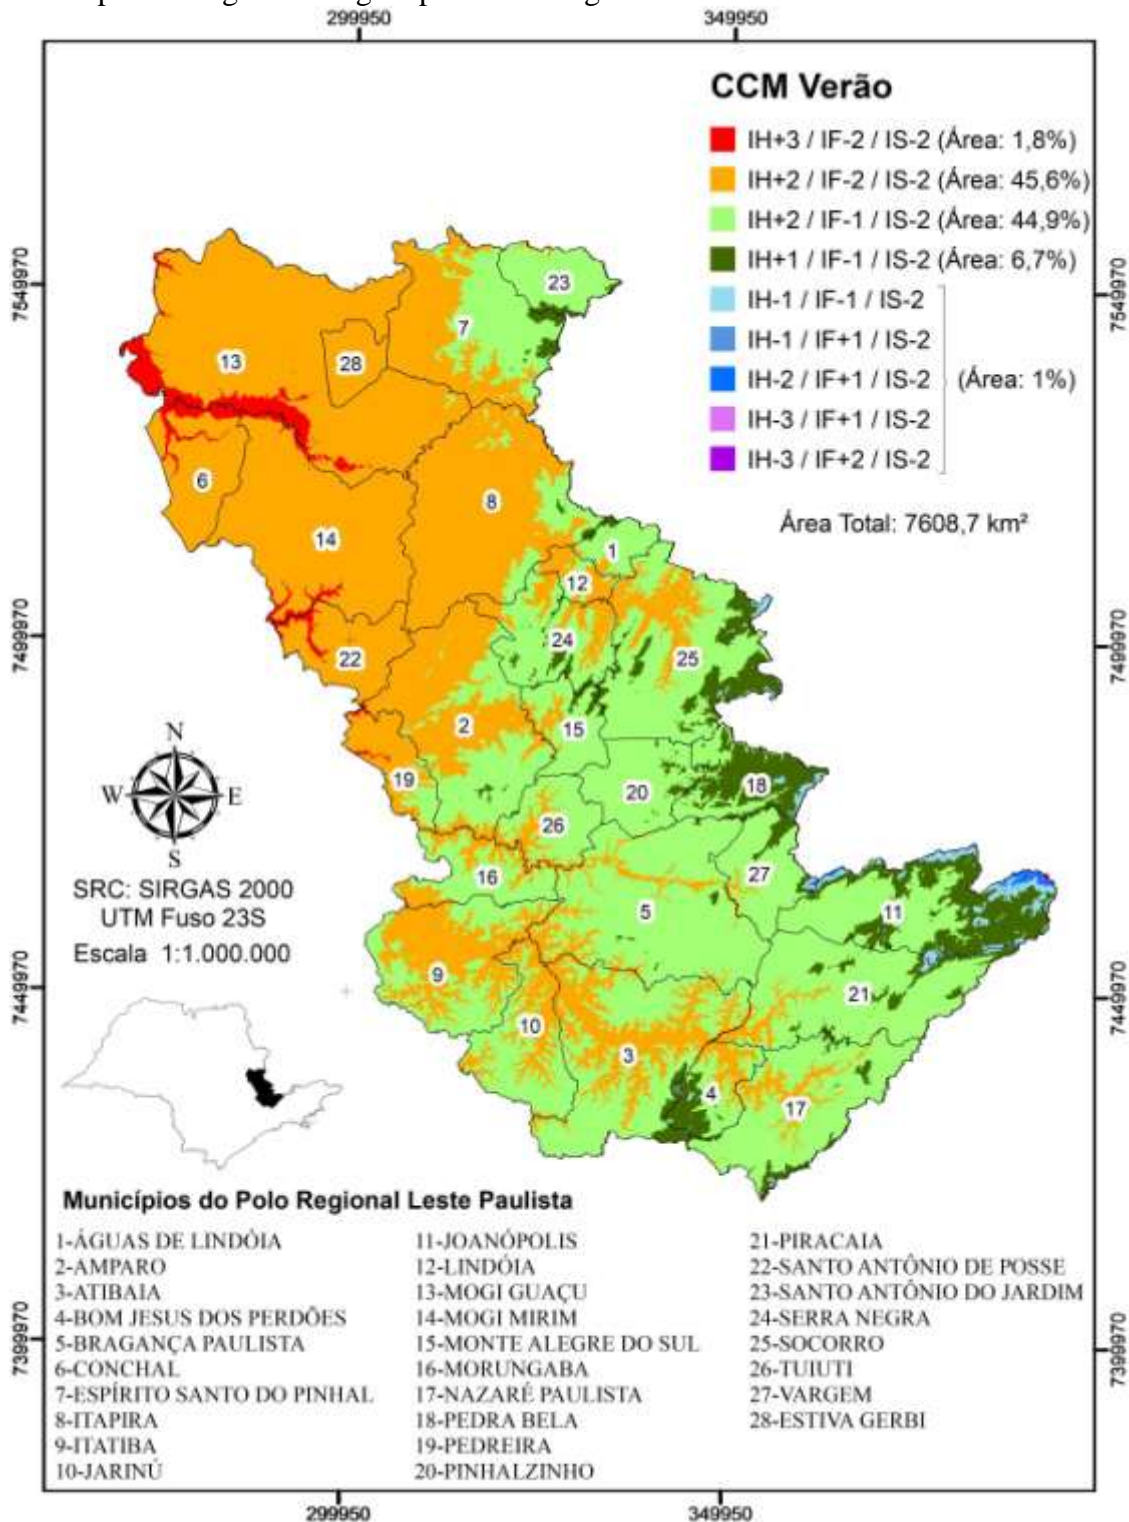 299950
349950
CCM Verão
IH+3 / IF-2 / IS-2 (Área: 1,8%)
IH+2 / IF-2 / IS-2 (Área: 45,6%)
IH+2 / IF-1 / IS-2 (Área: 44,9%)
IH+1 / IF-1 / IS-2 (Área: 6,7%)
IH-1 / IF-1 / IS-2
IH-1 / IF+1 / IS-2
IH-2 / IF+1 / IS-2
(Área: 1%)
IH-3 / IF+1 / IS-2
IH-3 / IF+2 / IS-2
Área Total: 7608,7 km²
7549970
7549970
23
7
13
28
6
8
14
1
12
24
7499970
7499970
22
25
2
15
19
18
20
26
27
16
5
11
9
21
10
3
4
17
N
W
E
S
SRC: SIRGAS 2000
UTM Fuso 23S
Escala 1:1.000.000
7449970
7449970
Municípios do Polo Regional Leste Paulista
1-ÁGUAS DE LINDÓIA
2-AMPARO
3-ATIBAIA
4-BOM JESUS DOS PERDÕES
5-BRAGANÇA PAULISTA
6-CONCHAL
7-ESPÍRITO SANTO DO PINHAL
8-ITAPIRA
9-ITATIBA
10-JARINÚ
11-JOANÓPOLIS
12-LINDÓIA
13-MOGI GUAÇU
14-MOGI MIRIM
15-MONTE ALEGRE DO SUL
16-MORUNGABA
17-NAZARÉ PAULISTA
18-PEDRA BELA
19-PEDREIRA
20-PINHALZINHO
21-PIRACAIA
22-SANTO ANTÔNIO DE POSSE
23-SANTO ANTÔNIO DO JARDIM
24-SERRA NEGRA
25-SOCORRO
26-TUIUTI
27-VARGEM
28-ESTIVA GERBI
7399970
7399970
299950
349950